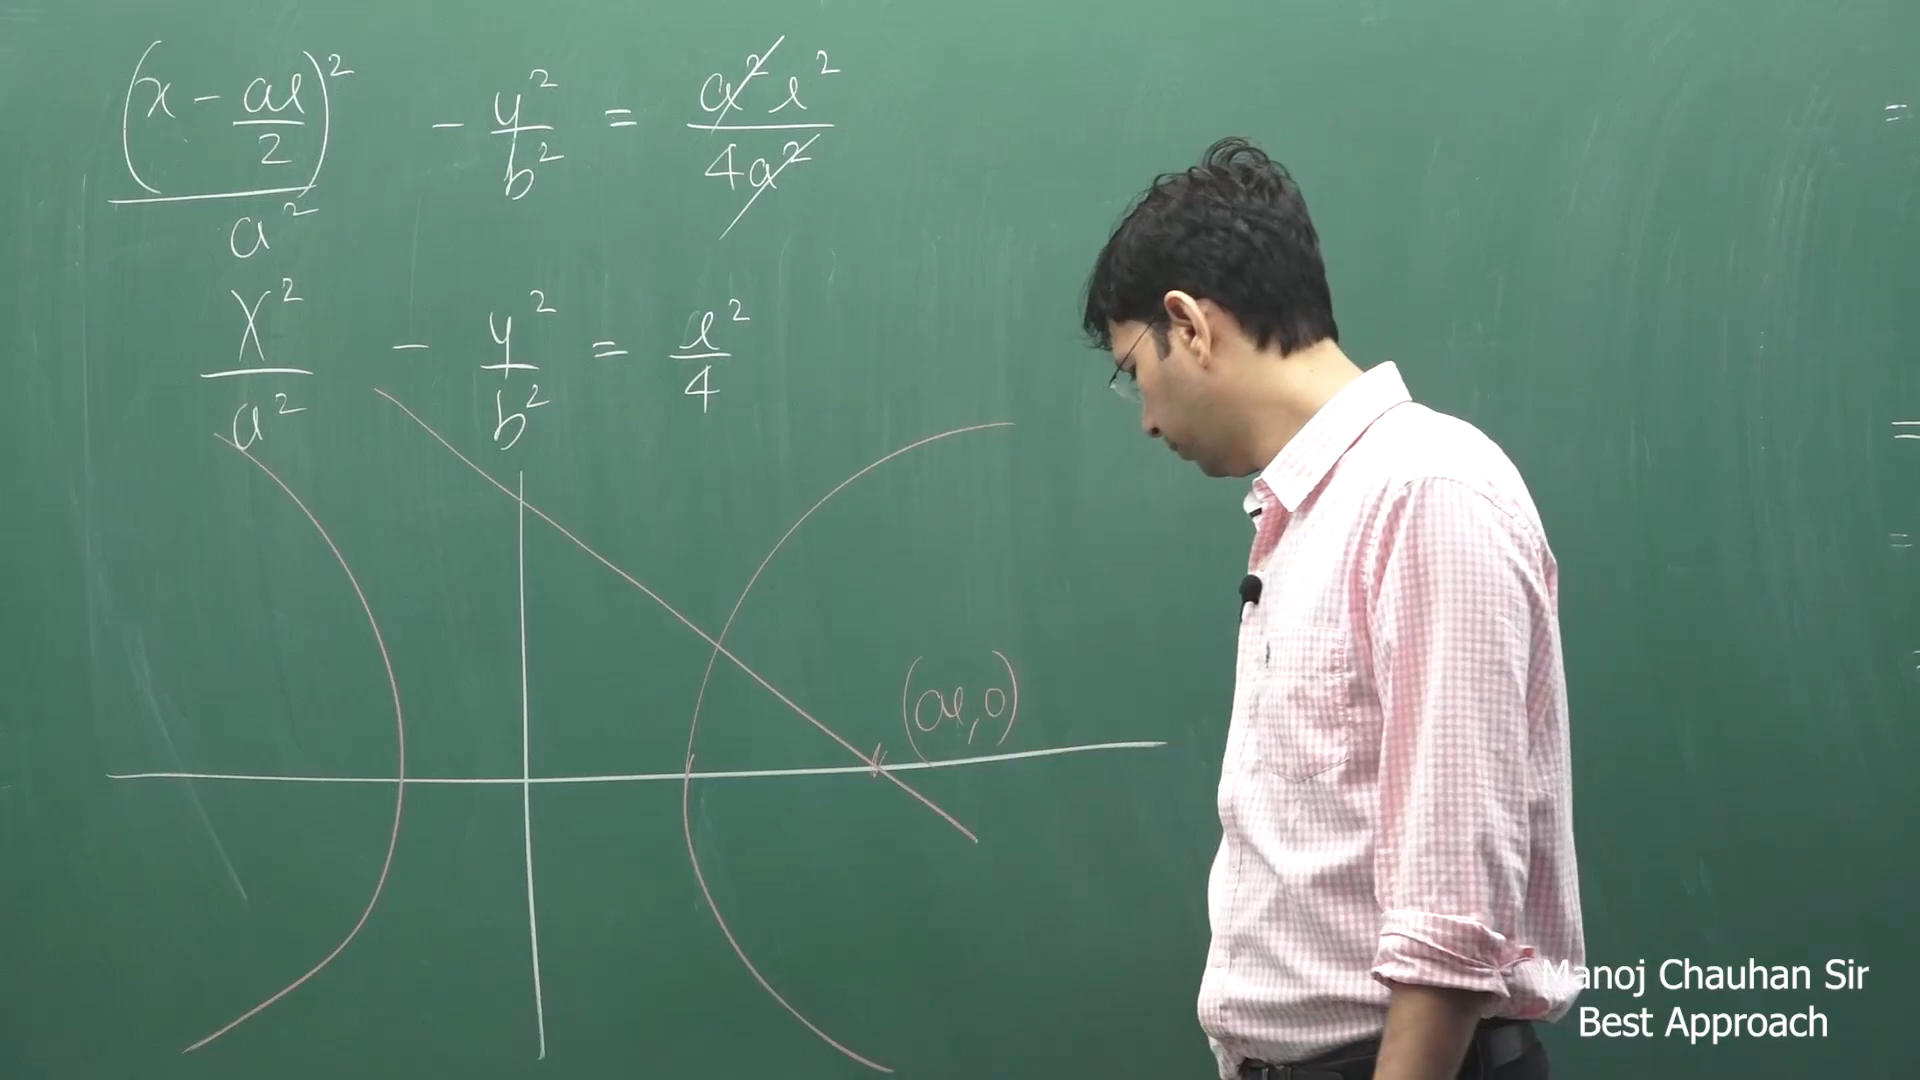 (x - ae/2)² / a² - y²/b² = a²e²/4a²
X²/a² - y²/b² = e²/4
(ae, 0)
=
=
=
Manoj Chauhan Sir
Best Approach